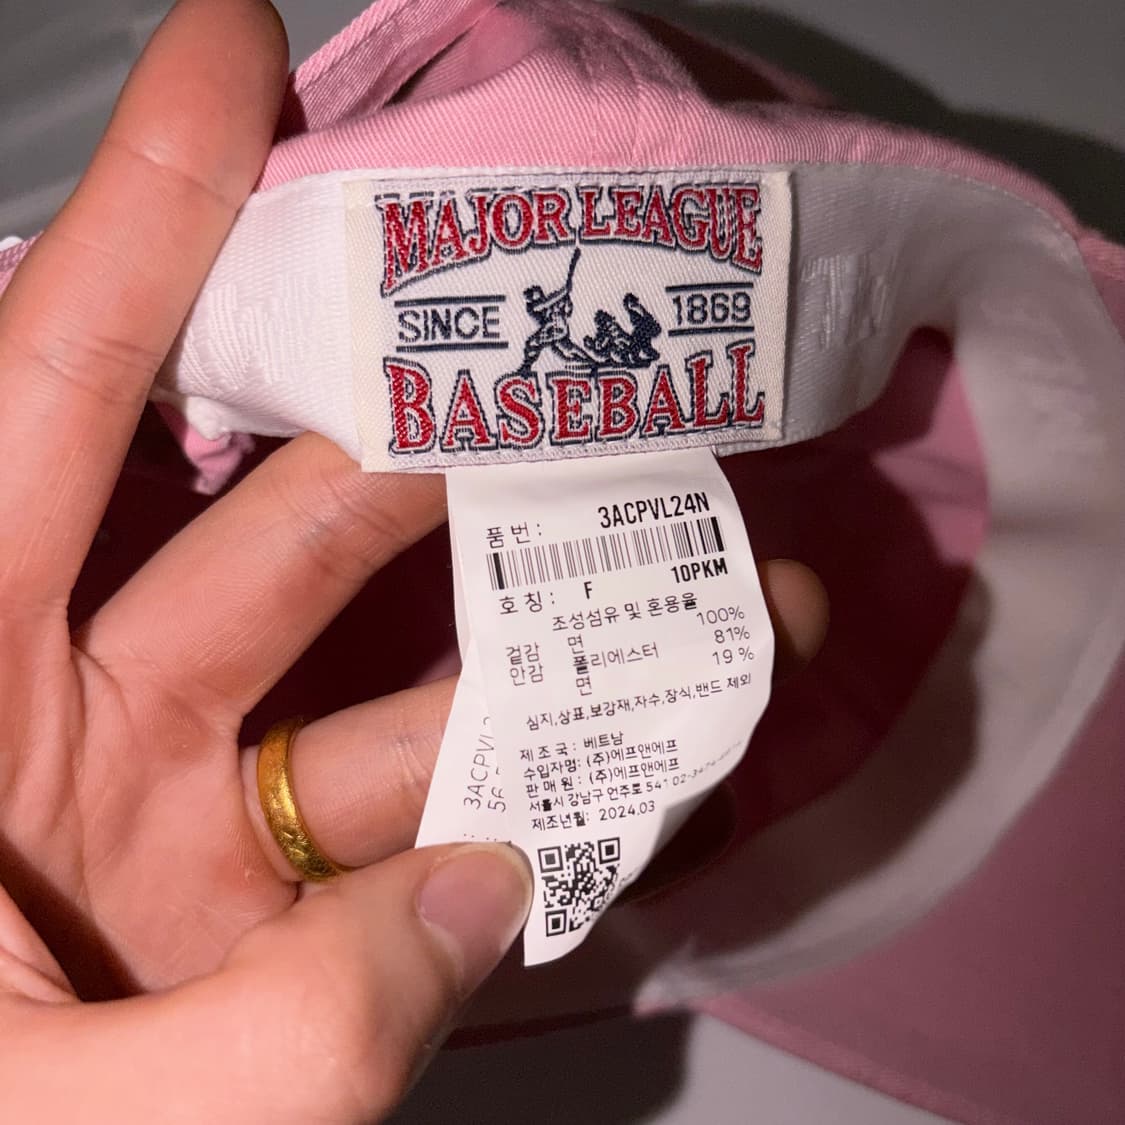 MAJOR LEAGUE
SINCE 1869
BASEBALL
품 번 : 3ACPVL24N
10PKM
호 칭 : F
조성섬유 및 혼용율
겉감 면 100%
안감 폴리에스터 81%
면 19 %
심지,상표,보강재,자수,장식,밴드 제외
제 조 국 : 베트남
수입자명: (주)에프앤에프
판 매 원 : (주)에프앤에프
서울시 강남구 언주로 541 02-
제조년월: 2024.03
: 3ACPVL2
: 56